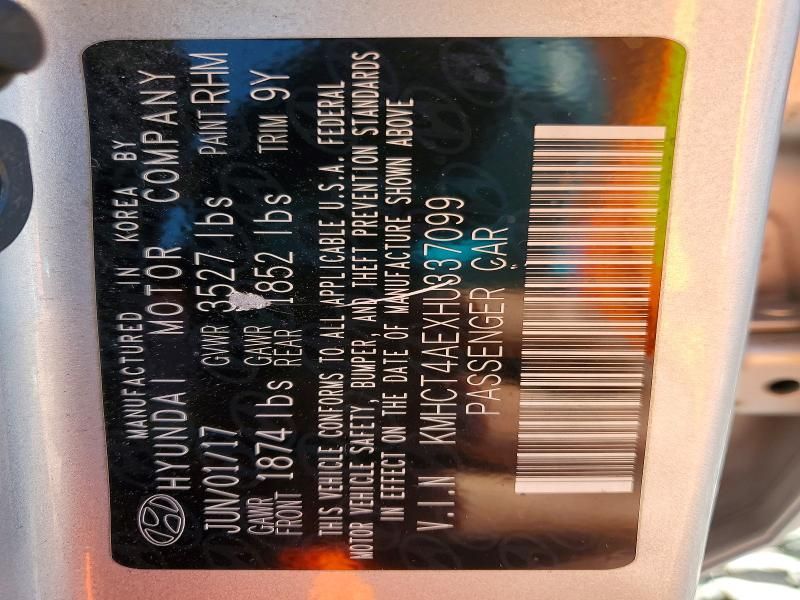 MANUFACTURED IN KOREA BY
HYUNDAI MOTOR COMPANY
JUN/01/17 GVWR 3527 lbs PAINT RHM
GAWR FRONT 1874 lbs GAWR REAR 1852 lbs TRIM 9Y
THIS VEHICLE CONFORMS TO ALL APPLICABLE U.S.A. FEDERAL
MOTOR VEHICLE SAFETY, BUMPER, AND THEFT PREVENTION STANDARDS
IN EFFECT ON THE DATE OF MANUFACTURE SHOWN ABOVE
V.I.N KMHCT4AEXHU337099
PASSENGER CAR